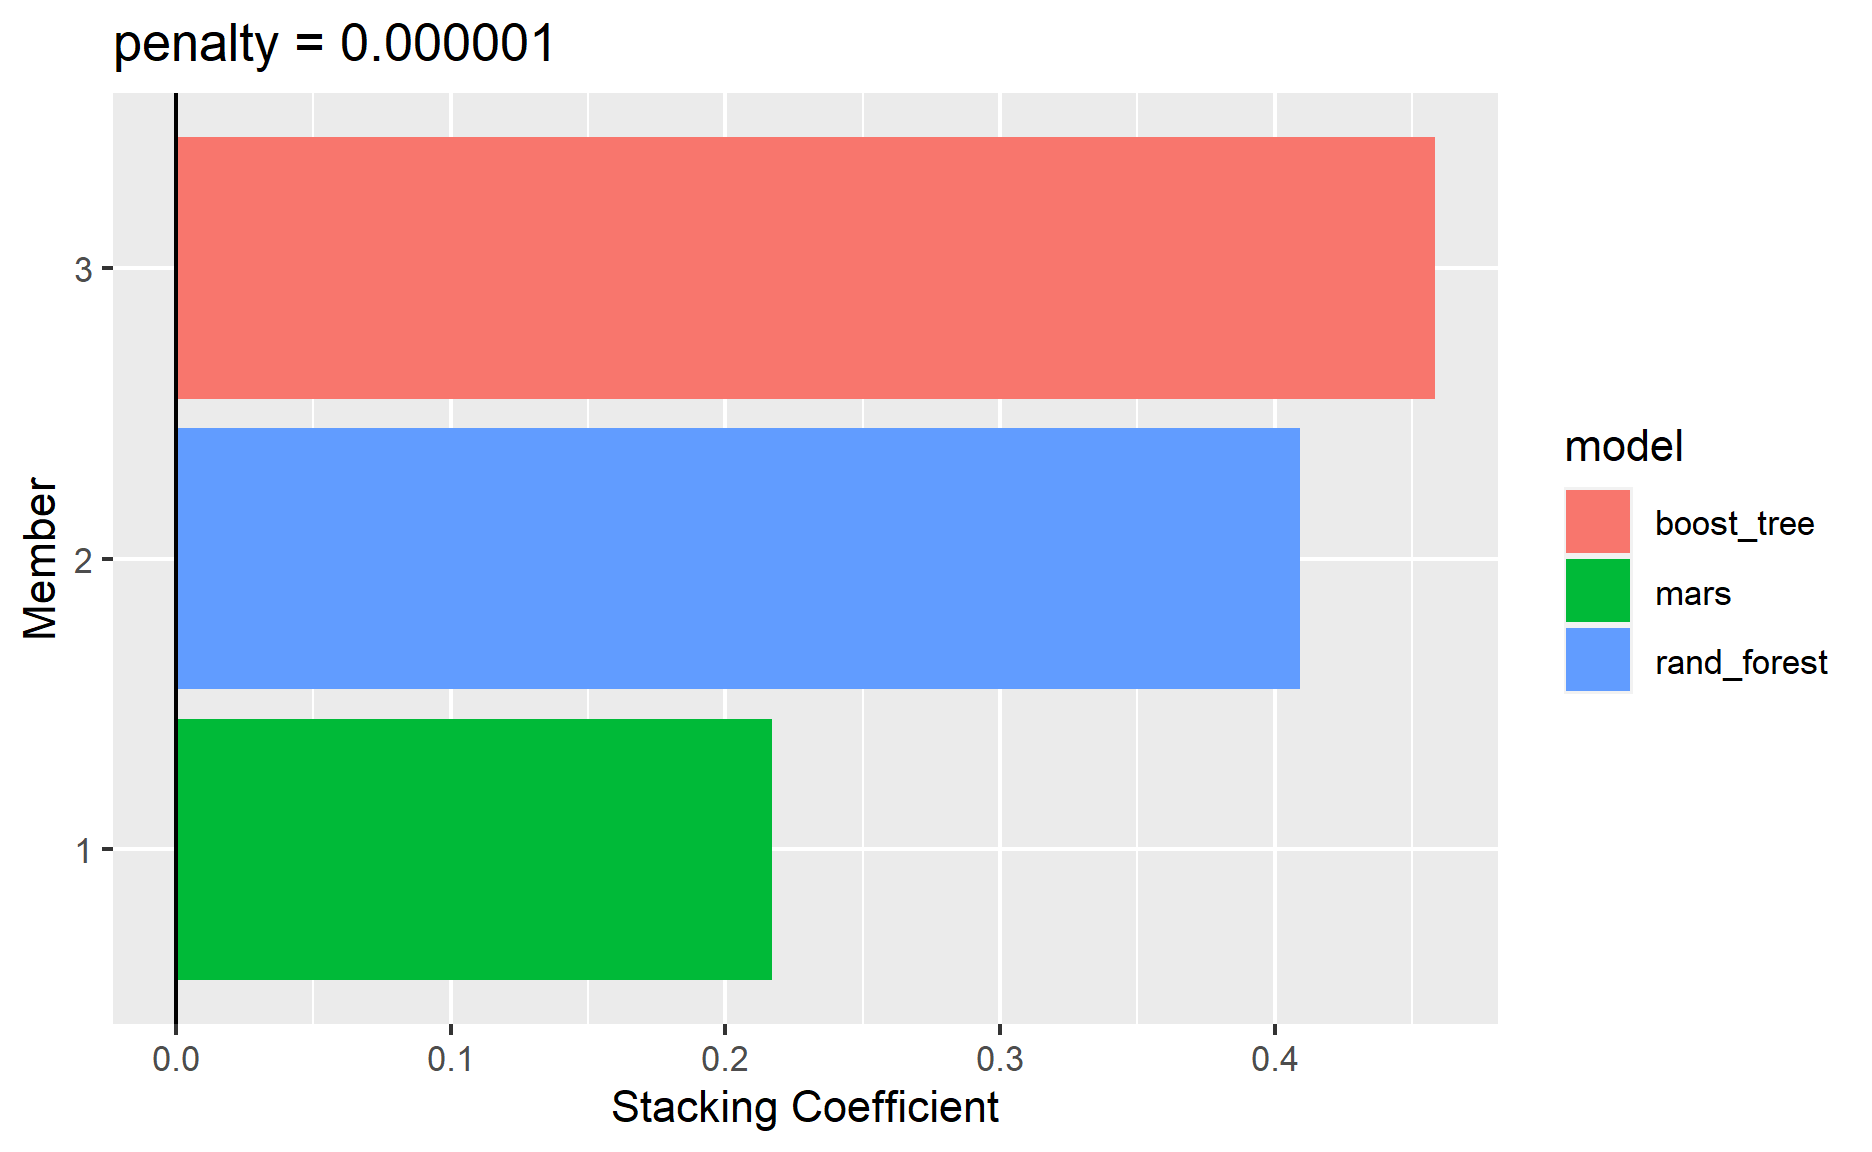 penalty = 0.000001
Member
3
2
1
0.0 0.1 0.2 0.3 0.4
Stacking Coefficient
model
boost_tree
mars
rand_forest